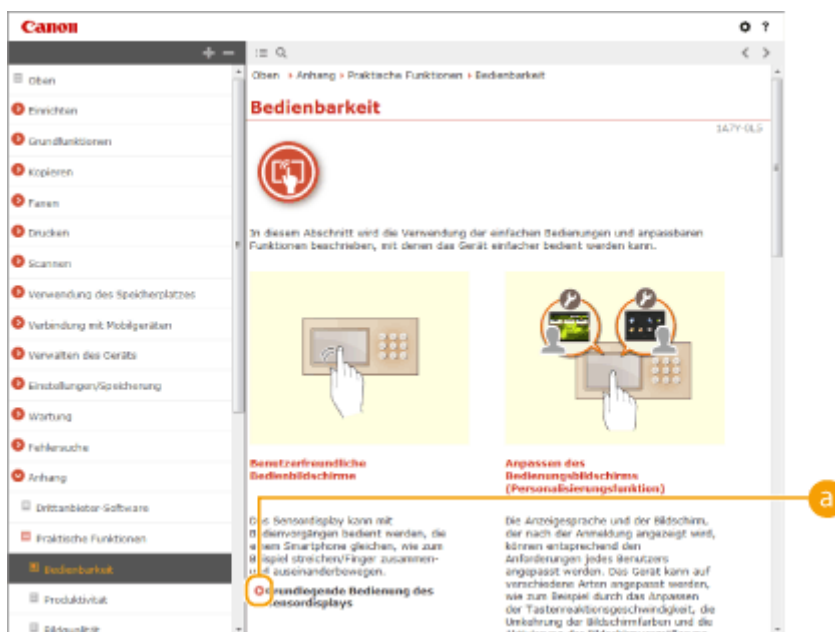 Canon
?
+ −
< >
Oben
Einrichten
Grundfunktionen
Kopieren
Faxen
Drucken
Scannen
Verwendung des Speicherplatzes
Verbindung mit Mobilgeräten
Verwalten des Geräts
Einstellungen/Speicherung
Wartung
Fehlersuche
Anhang
Drittanbieter-Software
Praktische Funktionen
Bedienbarkeit
Produktivität
Bildqualität
Oben › Anhang › Praktische Funktionen › Bedienbarkeit
Bedienbarkeit
1A7Y-0L5
In diesem Abschnitt wird die Verwendung der einfachen Bedienungen und anpassbaren
Funktionen beschrieben, mit denen das Gerät einfacher bedient werden kann.
Benutzerfreundliche
Bedienbildschirme
Das Sensordisplay kann mit
Bedienvorgängen bedient werden, die
einem Smartphone gleichen, wie zum
Beispiel streichen/Finger zusammen-
und auseinanderbewegen.
Grundlegende Bedienung des
Sensordisplays
Anpassen des
Bedienungsbildschirms
(Personalisierungsfunktion)
Die Anzeigesprache und der Bildschirm,
der nach der Anmeldung angezeigt wird,
können entsprechend den
Anforderungen jedes Benutzers
angepasst werden. Das Gerät kann auf
verschiedene Arten angepasst werden,
wie zum Beispiel durch das Anpassen
der Tastenreaktionsgeschwindigkeit, die
Umkehrung der Bildschirmfarben und die
a